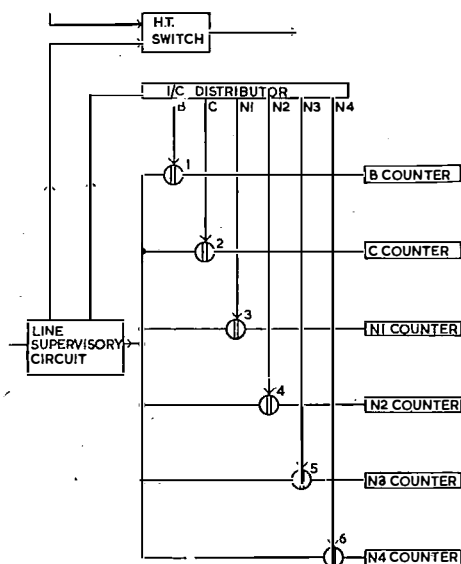 H.T.
SWITCH
I/C DISTRIBUTOR
B C N1 N2 N3 N4
1
B COUNTER
2
C COUNTER
3
N1 COUNTER
LINE
SUPERVISORY
CIRCUIT
4
N2 COUNTER
5
N3 COUNTER
6
N4 COUNTER